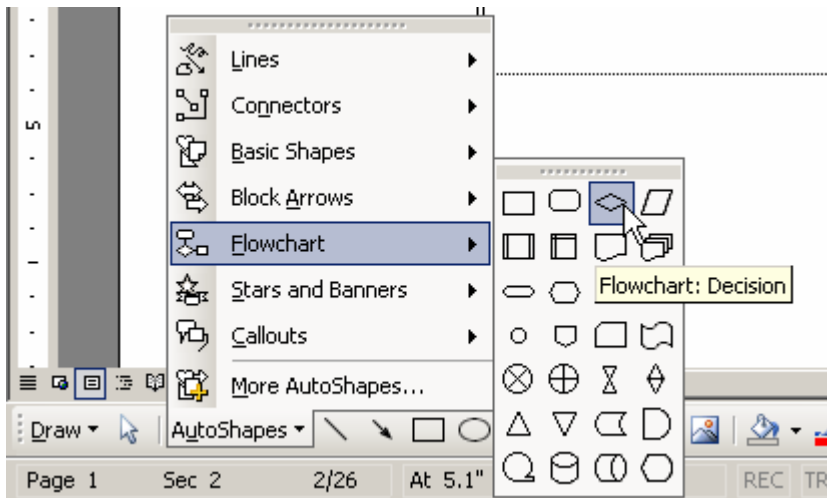 Lines
Connectors
Basic Shapes
Block Arrows
Flowchart
Stars and Banners
Callouts
More AutoShapes...
Flowchart: Decision
5
Draw
AutoShapes
Page 1 Sec 2 2/26 At 5.1" REC TR